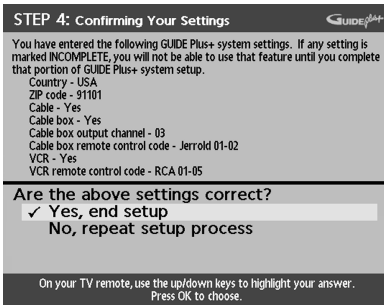 STEP 4: Confirming Your Settings
GUIDE Plus+
You have entered the following GUIDE Plus+ system settings. If any setting is
marked INCOMPLETE, you will not be able to use that feature until you complete
that portion of GUIDE Plus+ system setup.
Country - USA
ZIP code - 91101
Cable - Yes
Cable box - Yes
Cable box output channel - 03
Cable box remote control code - Jerrold 01-02
VCR - Yes
VCR remote control code - RCA 01-05
Are the above settings correct?
✓ Yes, end setup
No, repeat setup process
On your TV remote, use the up/down keys to highlight your answer.
Press OK to choose.